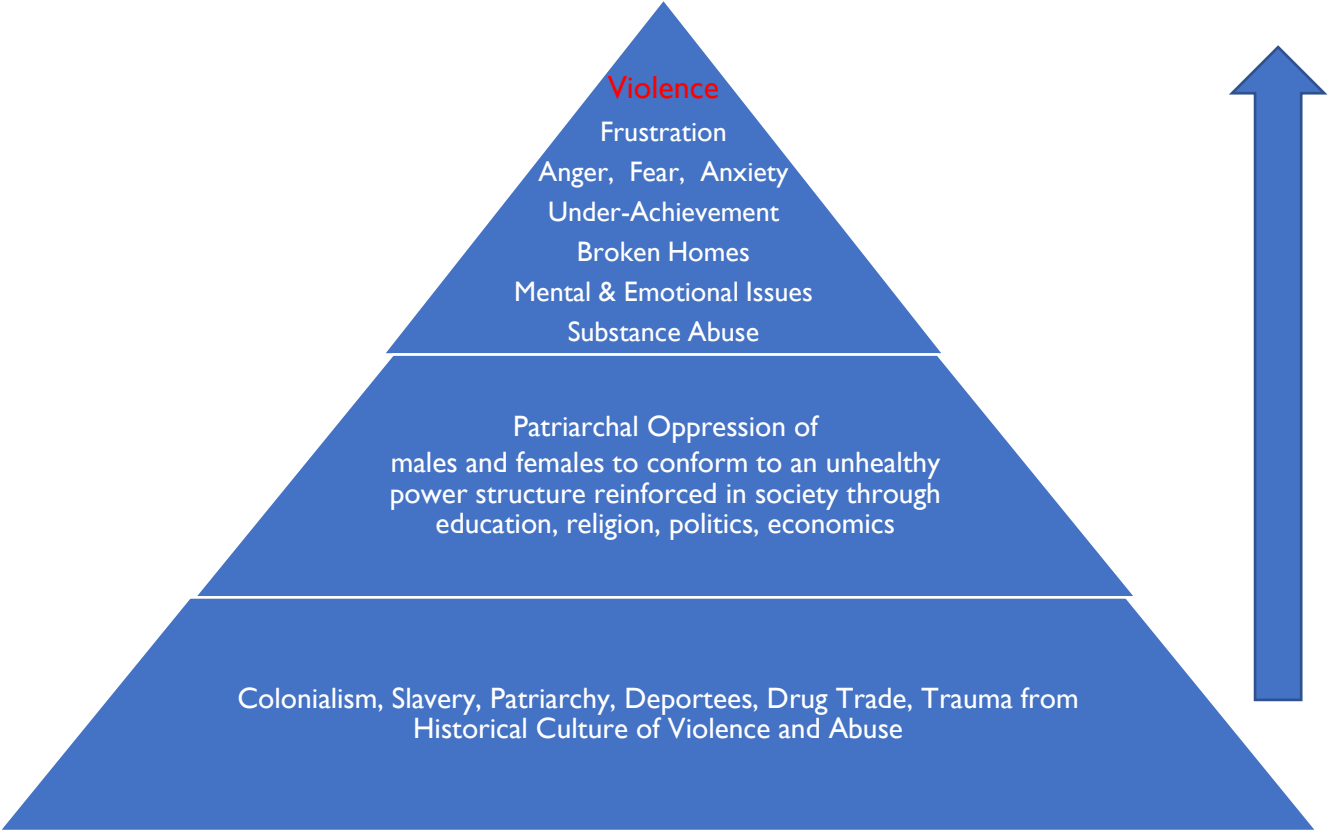 Violence
Frustration
Anger, Fear, Anxiety
Under-Achievement
Broken Homes
Mental & Emotional Issues
Substance Abuse
Patriarchal Oppression of
males and females to conform to an unhealthy
power structure reinforced in society through
education, religion, politics, economics
Colonialism, Slavery, Patriarchy, Deportees, Drug Trade, Trauma from
Historical Culture of Violence and Abuse